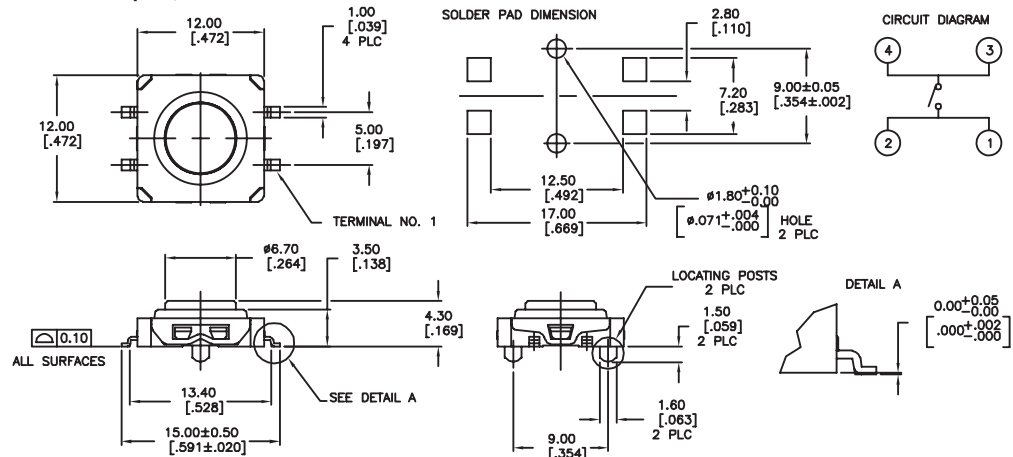 12.00
[.472]
1.00
[.039]
4 PLC
12.00
[.472]
5.00
[.197]
TERMINAL NO. 1
SOLDER PAD DIMENSION
2.80
[.110]
7.20
[.283]
9.00±0.05
[.354±.002]
12.50
[.492]
17.00
[.669]
ø1.80+0.10
-0.00
[ø.071+.004
-.000] HOLE
2 PLC
CIRCUIT DIAGRAM
4
3
2
1
ø6.70
[.264]
3.50
[.138]
4.30
[.169]
⌓ 0.10
ALL SURFACES
13.40
[.528]
15.00±0.50
[.591±.020]
SEE DETAIL A
LOCATING POSTS
2 PLC
1.50
[.059]
2 PLC
1.60
[.063]
2 PLC
9.00
[.354]
DETAIL A
0.00+0.05
-0.00
[.000+.002
-.000]